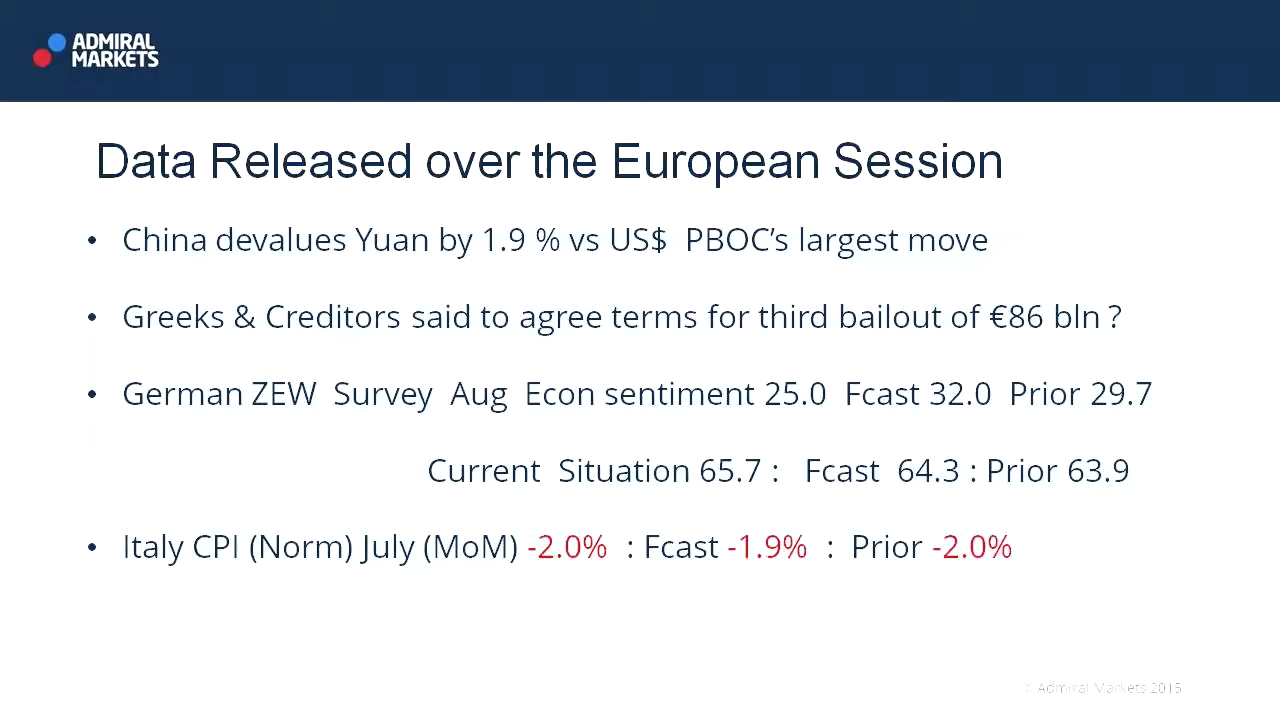 ADMIRAL
MARKETS
Data Released over the European Session
• China devalues Yuan by 1.9 % vs US$ PBOC’s largest move
• Greeks & Creditors said to agree terms for third bailout of €86 bln ?
• German ZEW Survey Aug Econ sentiment 25.0 Fcast 32.0 Prior 29.7
Current Situation 65.7 : Fcast 64.3 : Prior 63.9
• Italy CPI (Norm) July (MoM) -2.0% : Fcast -1.9% : Prior -2.0%
© Admiral Markets 2015